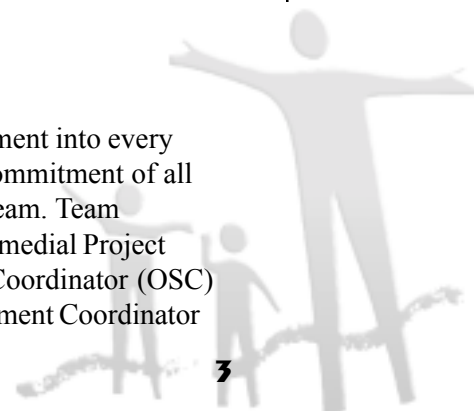 ment into every
ommitment of all
eam. Team
medial Project
Coordinator (OSC)
ment Coordinator
3